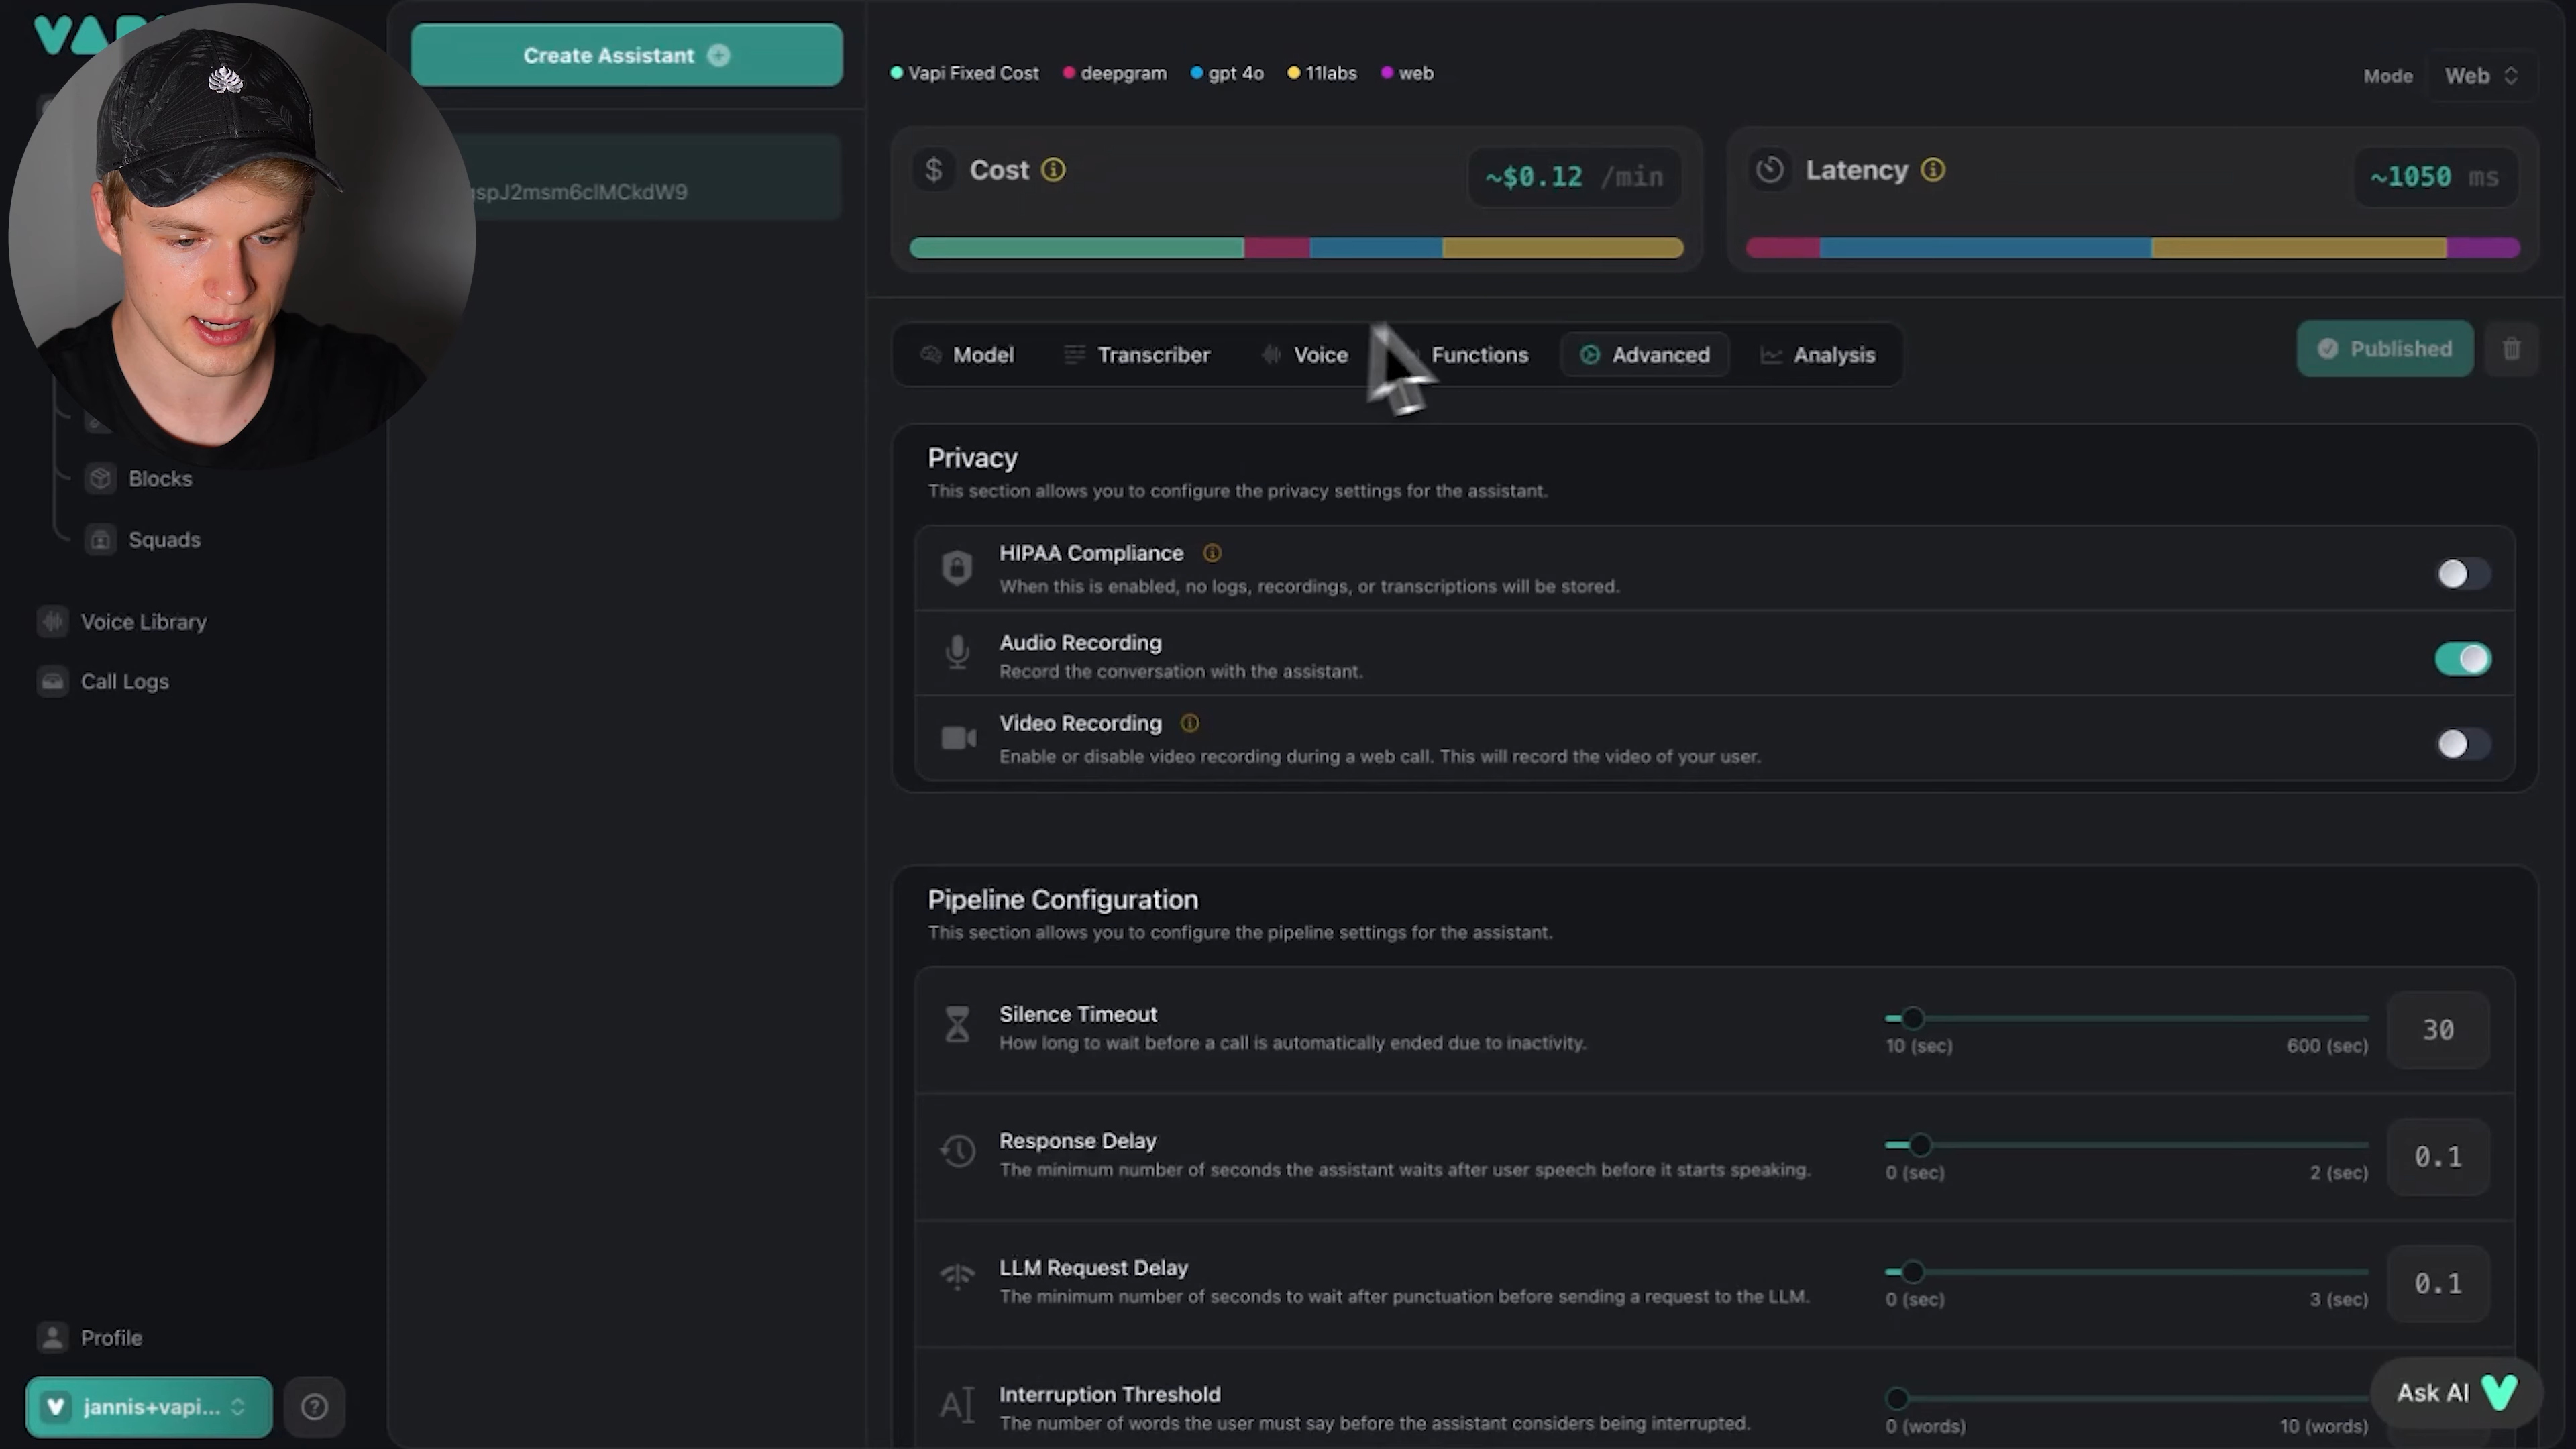 Create Assistant
spJ2msm6clMCkdW9
Vapi Fixed Cost deepgram gpt 4o 11labs web
Mode Web
Cost ~$0.12 /min
Latency ~1050 ms
Model Transcriber Voice Functions Advanced Analysis
Published
Privacy
This section allows you to configure the privacy settings for the assistant.
HIPAA Compliance
When this is enabled, no logs, recordings, or transcriptions will be stored.
Audio Recording
Record the conversation with the assistant.
Video Recording
Enable or disable video recording during a web call. This will record the video of your user.
Pipeline Configuration
This section allows you to configure the pipeline settings for the assistant.
Silence Timeout
How long to wait before a call is automatically ended due to inactivity.
10 (sec) 600 (sec) 30
Response Delay
The minimum number of seconds the assistant waits after user speech before it starts speaking.
0 (sec) 2 (sec) 0.1
LLM Request Delay
The minimum number of seconds to wait after punctuation before sending a request to the LLM.
0 (sec) 3 (sec) 0.1
Interruption Threshold
The number of words the user must say before the assistant considers being interrupted.
0 (words) 10 (words)
Blocks
Squads
Voice Library
Call Logs
Profile
jannis+vapi...
Ask AI